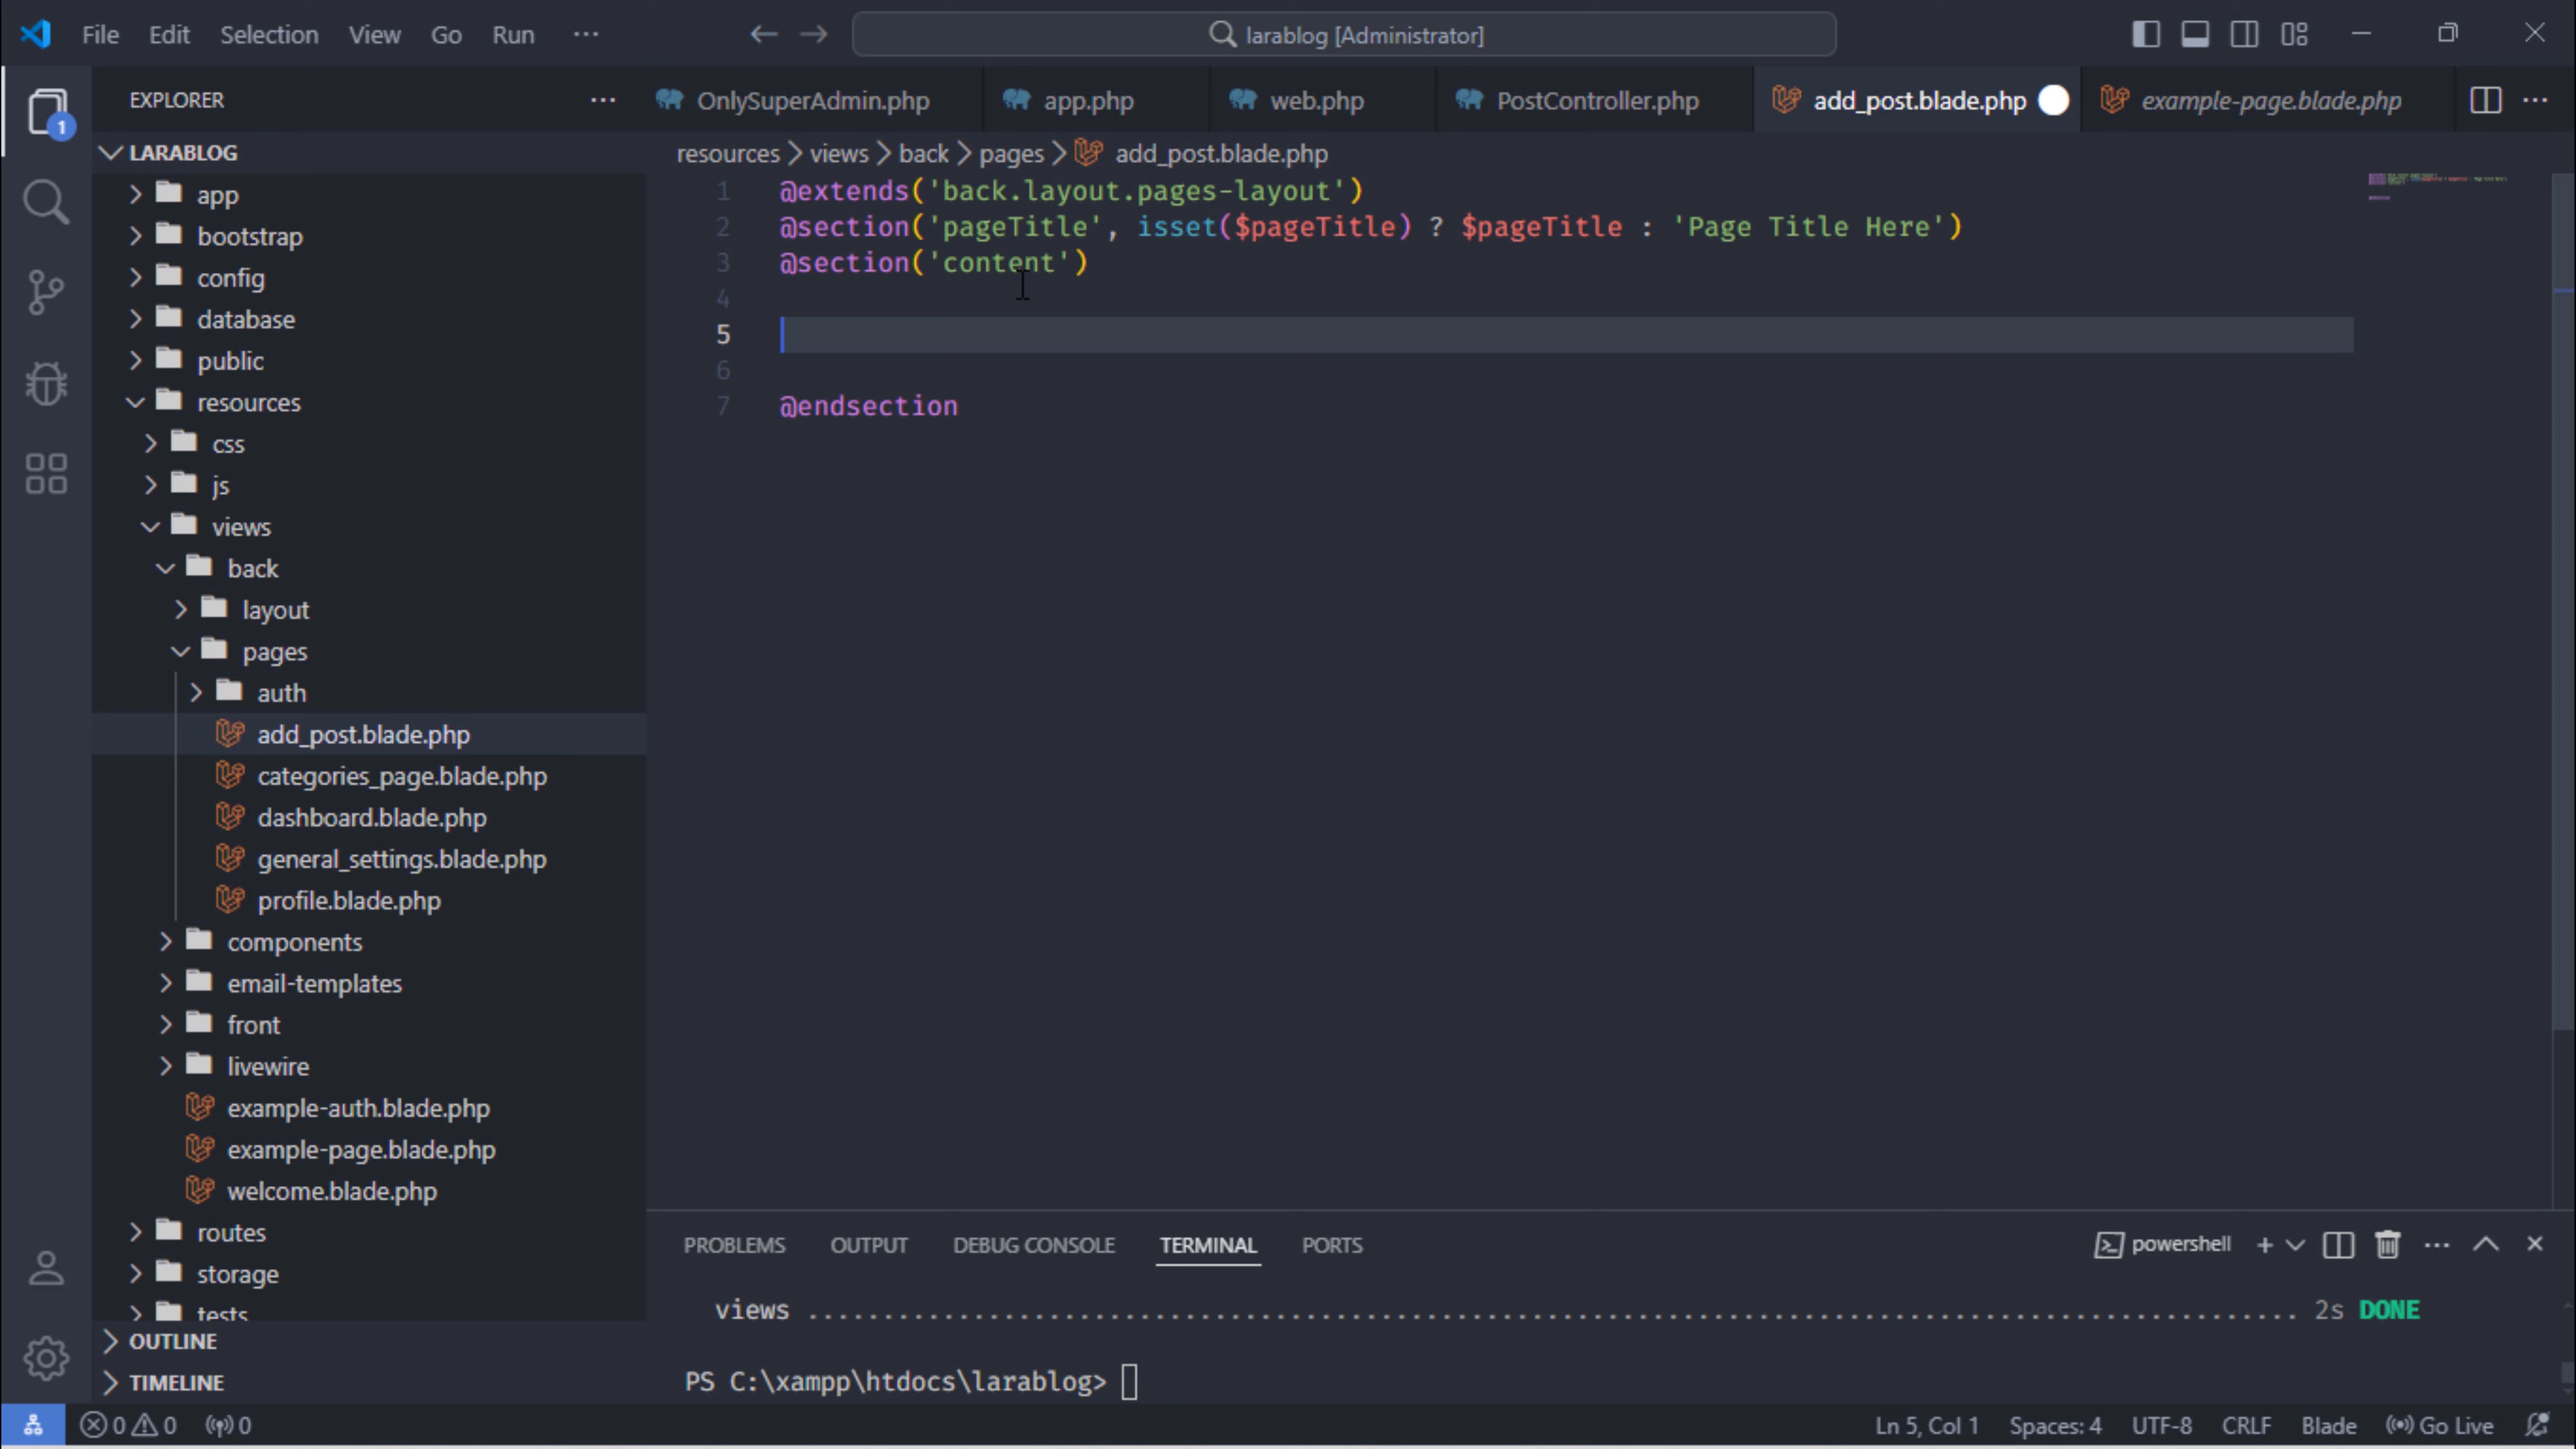 File Edit Selection View Go Run ··· larablog [Administrator]
EXPLORER ···
OnlySuperAdmin.php app.php web.php PostController.php add_post.blade.php example-page.blade.php ···
resources > views > back > pages > add_post.blade.php
1 @extends('back.layout.pages-layout')
2 @section('pageTitle', isset($pageTitle) ? $pageTitle : 'Page Title Here')
3 @section('content')
4
5
6
7 @endsection
1
LARABLOG
app
bootstrap
config
database
public
resources
css
js
views
back
layout
pages
auth
add_post.blade.php
categories_page.blade.php
dashboard.blade.php
general_settings.blade.php
profile.blade.php
components
email-templates
front
livewire
example-auth.blade.php
example-page.blade.php
welcome.blade.php
routes
storage
tests
OUTLINE
TIMELINE
PROBLEMS OUTPUT DEBUG CONSOLE TERMINAL PORTS powershell + ···
views .................................................................................................... 2s DONE
PS C:\xampp\htdocs\larablog>
0 0 0 Ln 5, Col 1 Spaces: 4 UTF-8 CRLF Blade Go Live